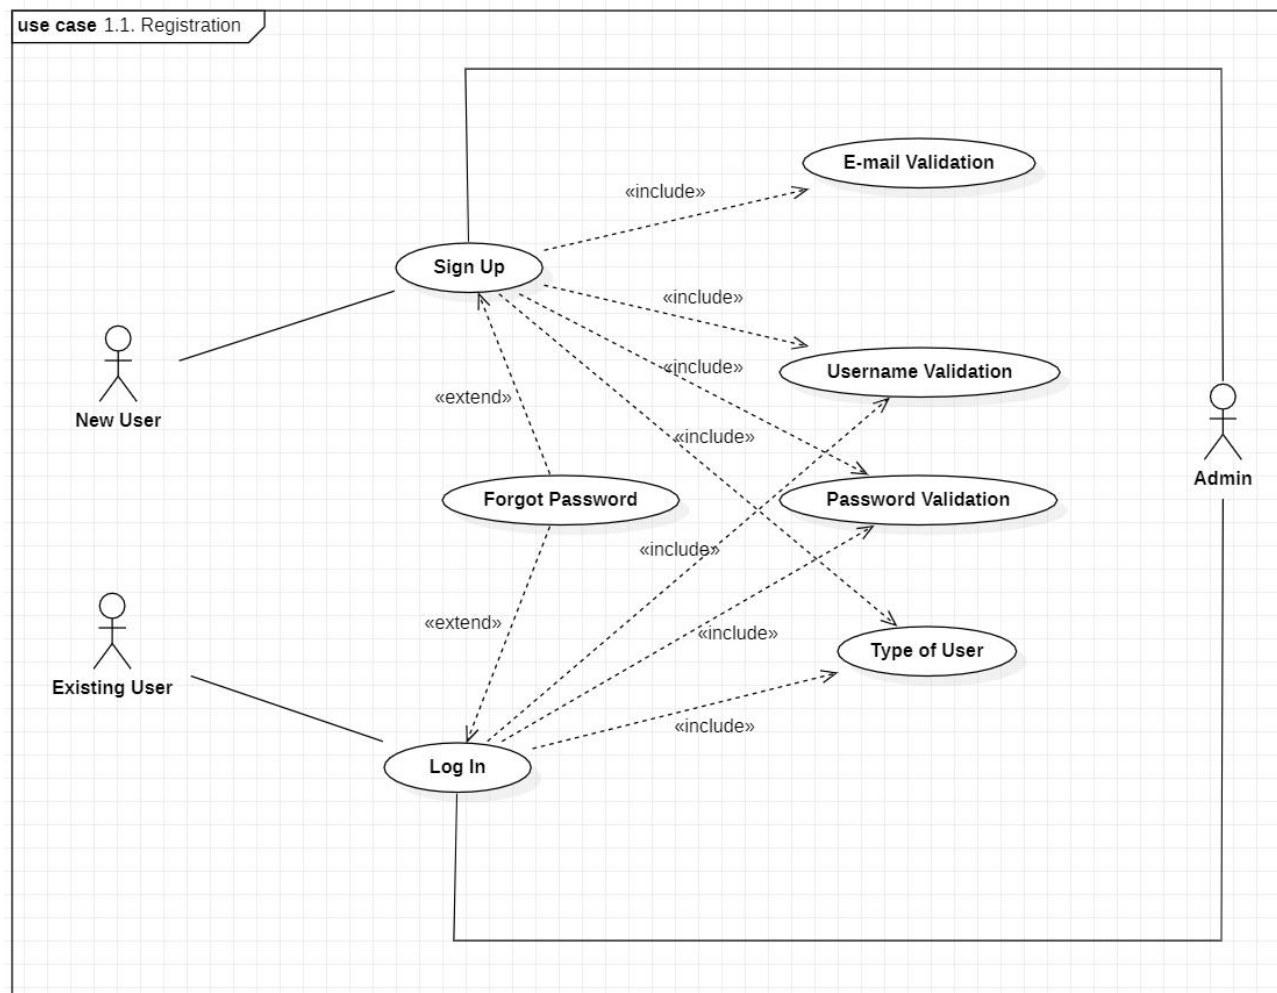 use case 1.1. Registration
E-mail Validation
«include»
Sign Up
«include»
«include»
Username Validation
«extend»
New User
«include»
Admin
Forgot Password
Password Validation
«include»
«extend»
«include»
Type of User
Existing User
«include»
Log In